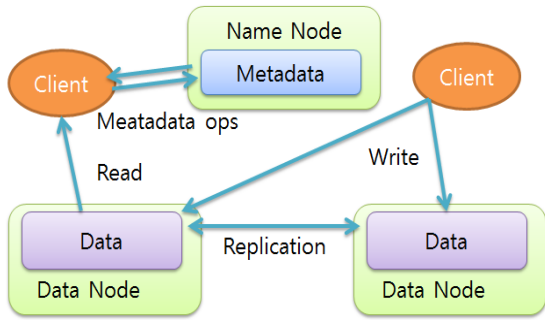 Name Node
Metadata
Client
Client
Meatadata ops
Write
Read
Data
Replication
Data
Data Node
Data Node